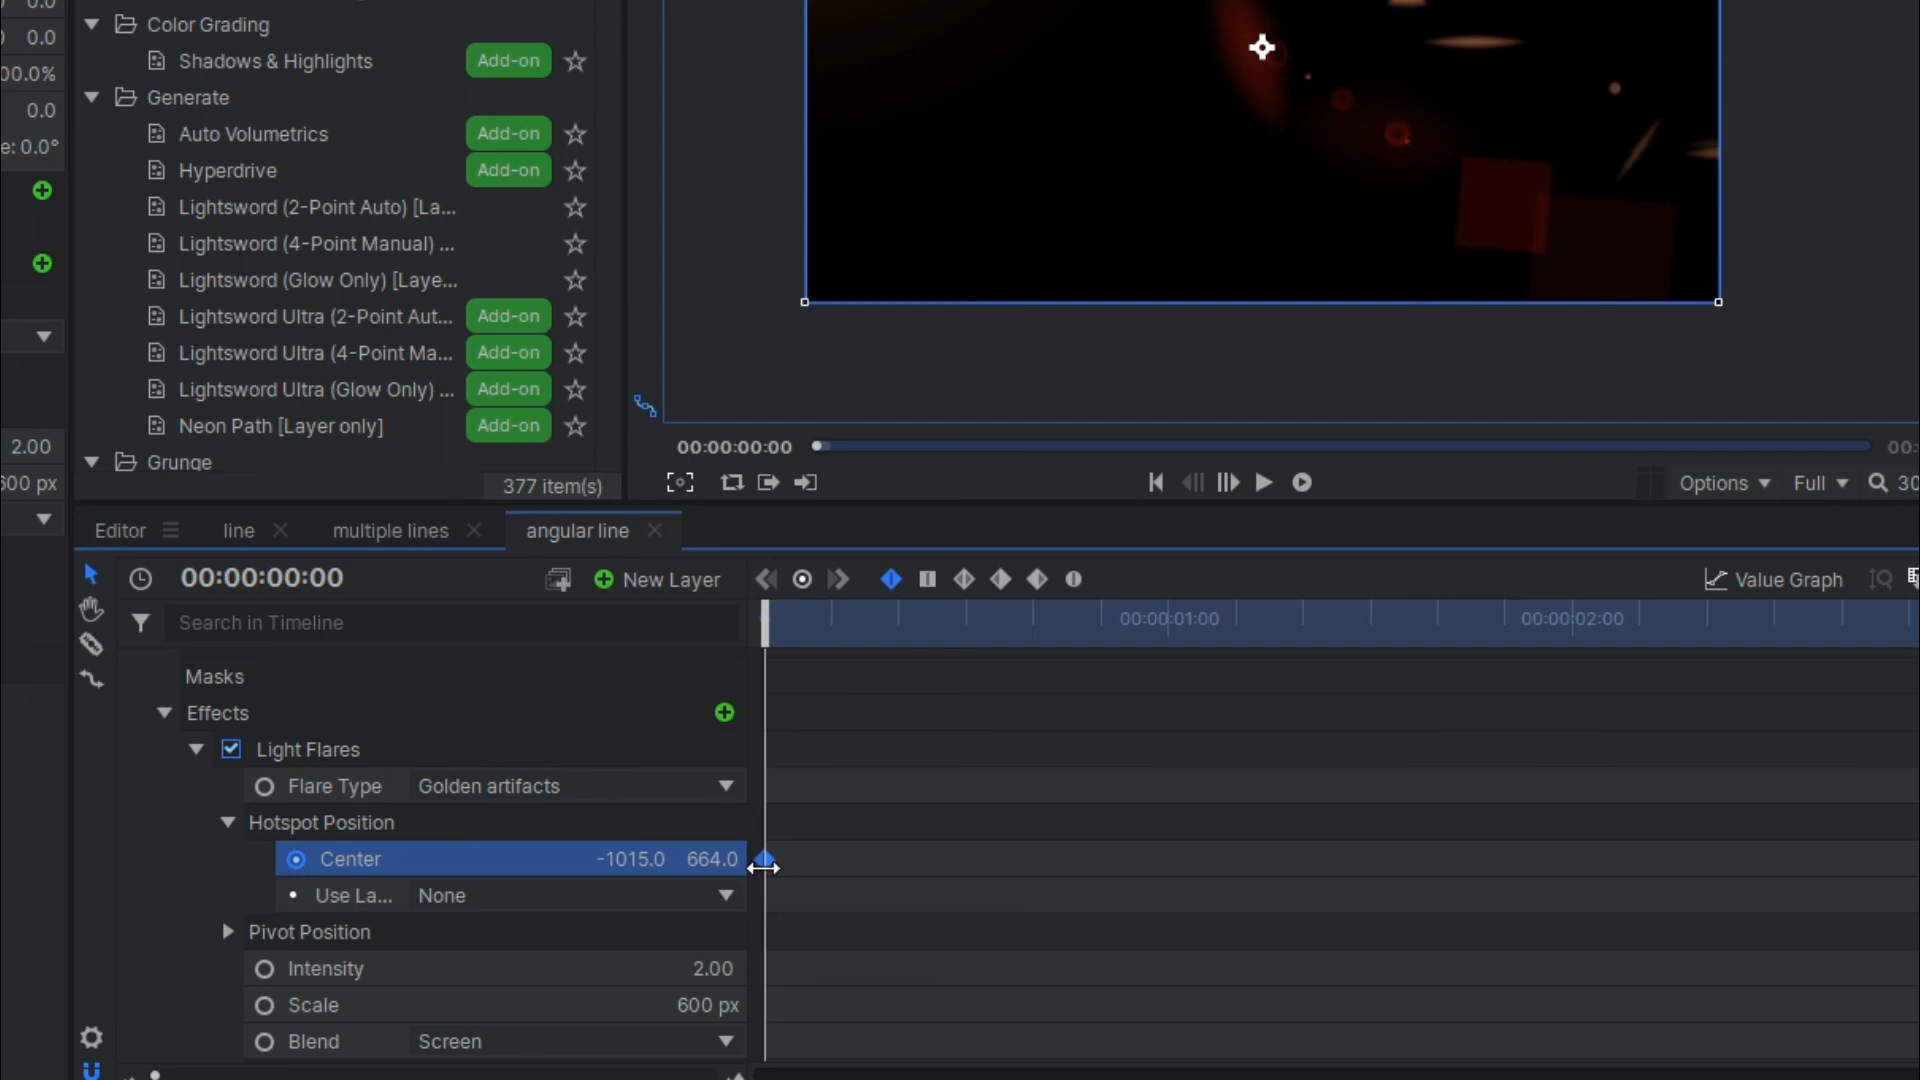 0.0
0.0
00.0%
0.0
e: 0.0°
2.00
600 px
Color Grading
Shadows & Highlights Add-on
Generate
Auto Volumetrics Add-on
Hyperdrive Add-on
Lightsword (2-Point Auto) [La...
Lightsword (4-Point Manual) ...
Lightsword (Glow Only) [Laye...
Lightsword Ultra (2-Point Aut... Add-on
Lightsword Ultra (4-Point Ma... Add-on
Lightsword Ultra (Glow Only) ... Add-on
Neon Path [Layer only] Add-on
Grunge
377 item(s)
00:00:00:00 00:
Options Full 30
Editor line multiple lines angular line
00:00:00:00 New Layer Value Graph
Search in Timeline 00:00:01:00 00:00:02:00
Masks
Effects
Light Flares
Flare Type Golden artifacts
Hotspot Position
Center -1015.0 664.0
Use La... None
Pivot Position
Intensity 2.00
Scale 600 px
Blend Screen